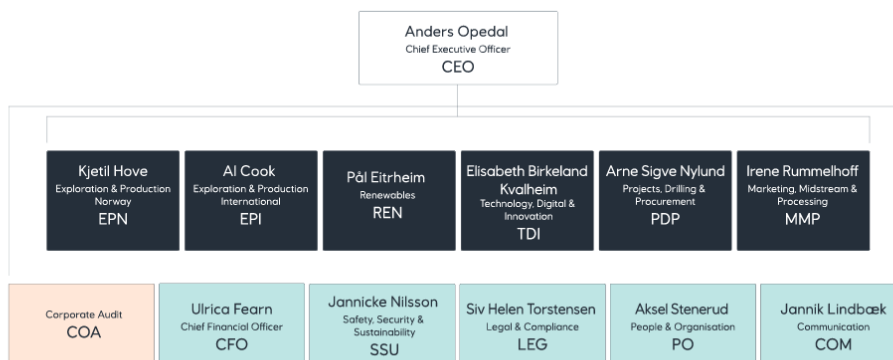 Anders Opedal
Chief Executive Officer
CEO
Kjetil Hove
Exploration & Production
Norway
EPN
Al Cook
Exploration & Production
International
EPI
Pål Eitrheim
Renewables
REN
Elisabeth Birkeland
Kvalheim
Technology, Digital &
Innovation
TDI
Arne Sigve Nylund
Projects, Drilling &
Procurement
PDP
Irene Rummelhoff
Marketing, Midstream &
Processing
MMP
Corporate Audit
COA
Ulrica Fearn
Chief Financial Officer
CFO
Jannicke Nilsson
Safety, Security &
Sustainability
SSU
Siv Helen Torstensen
Legal & Compliance
LEG
Aksel Stenerud
People & Organisation
PO
Jannik Lindbæk
Communication
COM